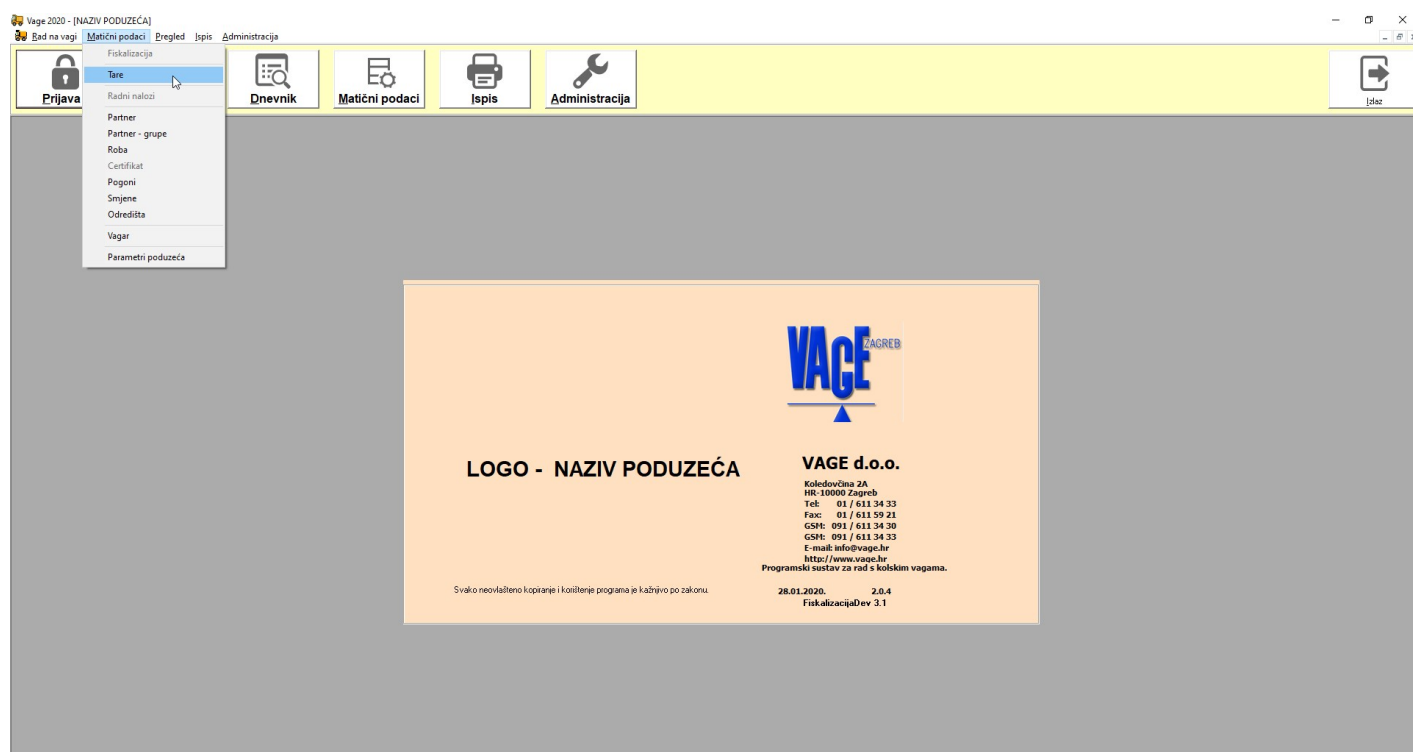 Vage 2020 - [NAZIV PODUZEĆA]
Rad na vagi Matični podaci Pregled Ispis Administracija
Fiskalizacija
Tare
Radni nalozi
Partner
Partner - grupe
Roba
Certifikat
Pogoni
Smjene
Odredišta
Vagar
Parametri poduzeća
Prijava
Dnevnik
Matični podaci
Ispis
Administracija
Izlaz
VAGE ZAGREB
LOGO - NAZIV PODUZEĆA
VAGE d.o.o.
Koledovčina 2A
HR-10000 Zagreb
Tel: 01 / 611 34 33
Fax: 01 / 611 59 21
GSM: 091 / 611 34 30
GSM: 091 / 611 34 33
E-mail: info@vage.hr
http://www.vage.hr
Programski sustav za rad s kolskim vagama.
Svako neovlašteno kopiranje i korištenje programa je kažnjivo po zakonu.
28.01.2020. 2.0.4
FiskalizacijaDev 3.1